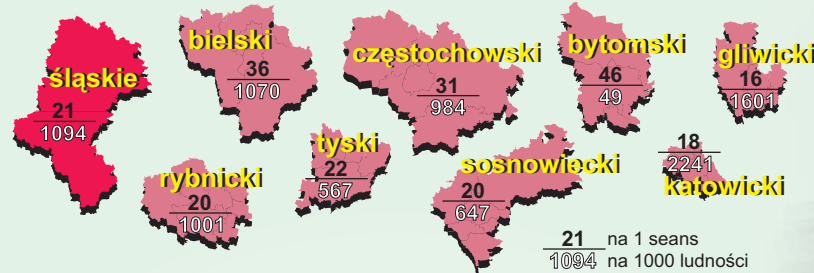 śląskie
21
1094
bielski
36
1070
częstochowski
31
984
bytomski
46
49
gliwicki
16
1601
rybnicki
20
1001
tyski
22
567
sosnowiecki
20
647
18
2241
katowicki
21 na 1 seans
1094 na 1000 ludności